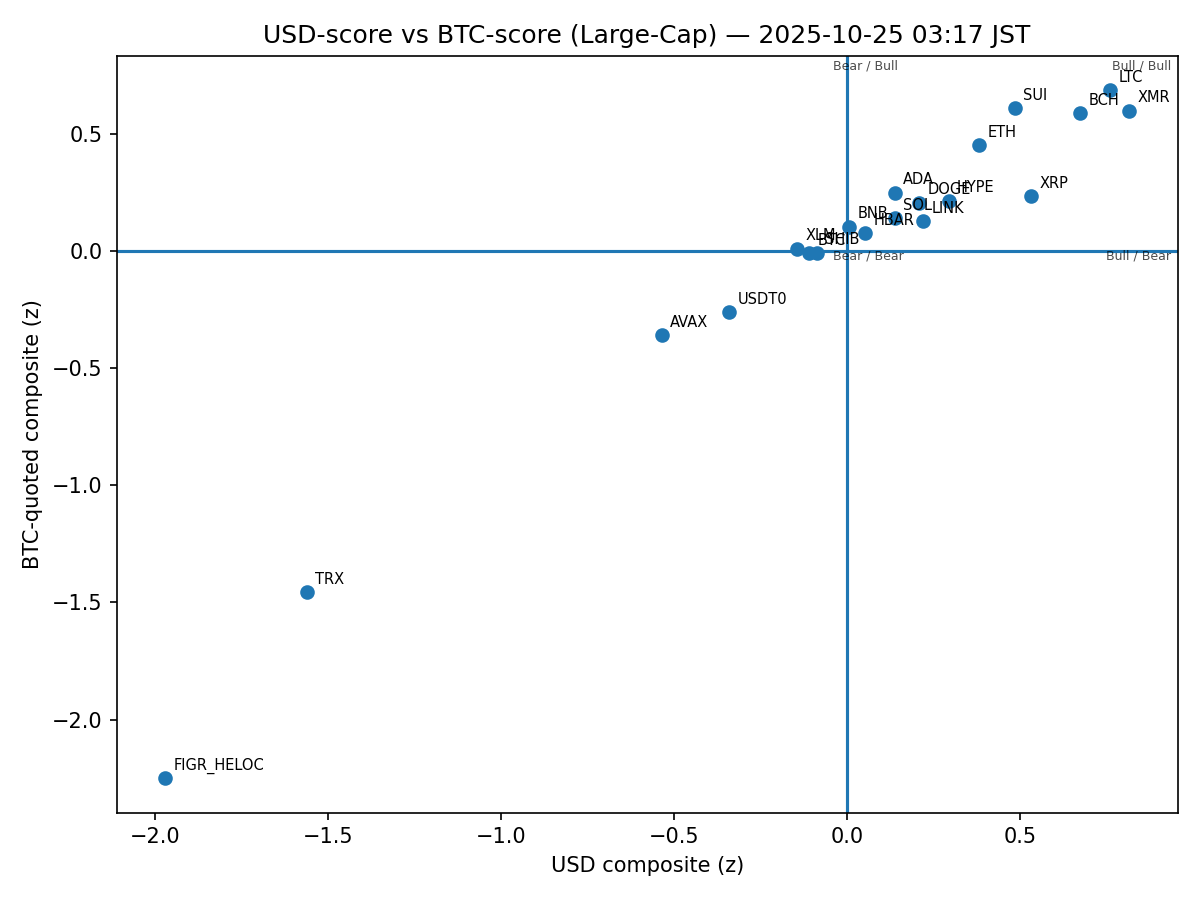 USD-score vs BTC-score (Large-Cap) — 2025-10-25 03:17 JST
Bear / Bull
Bull / Bull
LTC
XMR
BCH
SUI
ETH
ADA
DOGE
HYPE
XRP
SOL
LINK
BNB
HBAR
XLM
BTC
SHIB
Bear / Bear
Bull / Bear
USDT0
AVAX
TRX
FIGR_HELOC
0.5
0.0
−0.5
−1.0
−1.5
−2.0
BTC-quoted composite (z)
−2.0
−1.5
−1.0
−0.5
0.0
0.5
USD composite (z)